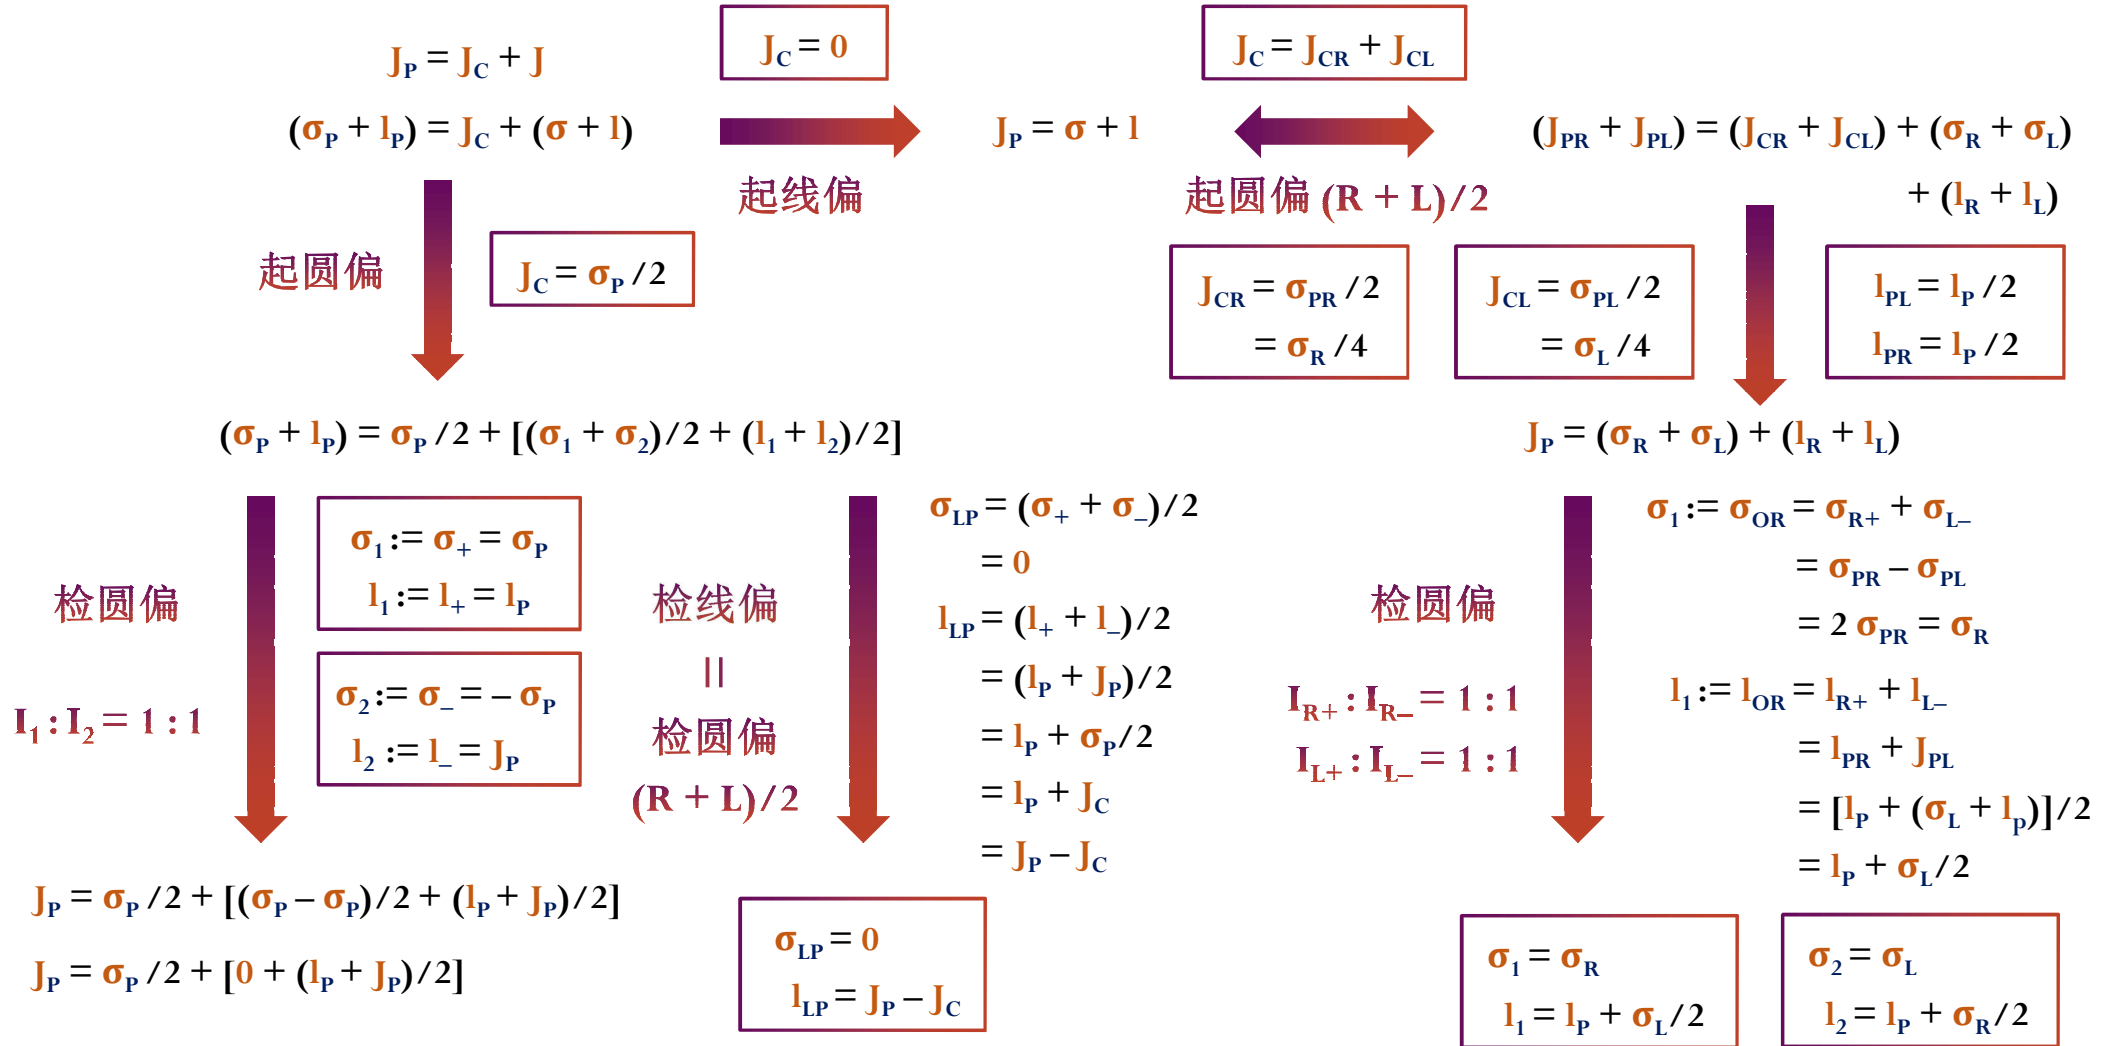 J_P = J_C + J
(σ_P + l_P) = J_C + (σ + l)
J_C = 0
起线偏
J_P = σ + l
J_C = J_CR + J_CL
起圆偏 (R + L)/2
(J_PR + J_PL) = (J_CR + J_CL) + (σ_R + σ_L)
+ (l_R + l_L)
起圆偏
J_C = σ_P /2
J_CR = σ_PR /2
= σ_R /4
J_CL = σ_PL /2
= σ_L /4
l_PL = l_P /2
l_PR = l_P /2
(σ_P + l_P) = σ_P /2 + [(σ_1 + σ_2)/2 + (l_1 + l_2)/2]
J_P = (σ_R + σ_L) + (l_R + l_L)
检圆偏
I_1 : I_2 = 1 : 1
σ_1 := σ_+ = σ_P
l_1 := l_+ = l_P
σ_2 := σ_− = − σ_P
l_2 := l_− = J_P
检线偏
=
检圆偏
(R + L)/2
σ_LP = (σ_+ + σ_−)/2
= 0
l_LP = (l_+ + l_−)/2
= (l_P + J_P)/2
= l_P + σ_P/2
= l_P + J_C
= J_P − J_C
检圆偏
I_R+ : I_R− = 1 : 1
I_L+ : I_L− = 1 : 1
σ_1 := σ_OR = σ_R+ + σ_L−
= σ_PR − σ_PL
= 2 σ_PR = σ_R
l_1 := l_OR = l_R+ + l_L−
= l_PR + J_PL
= [l_P + (σ_L + l_p)]/2
= l_P + σ_L/2
J_P = σ_P /2 + [(σ_P − σ_P)/2 + (l_P + J_P)/2]
J_P = σ_P /2 + [0 + (l_P + J_P)/2]
σ_LP = 0
l_LP = J_P − J_C
σ_1 = σ_R
l_1 = l_P + σ_L/2
σ_2 = σ_L
l_2 = l_P + σ_R/2